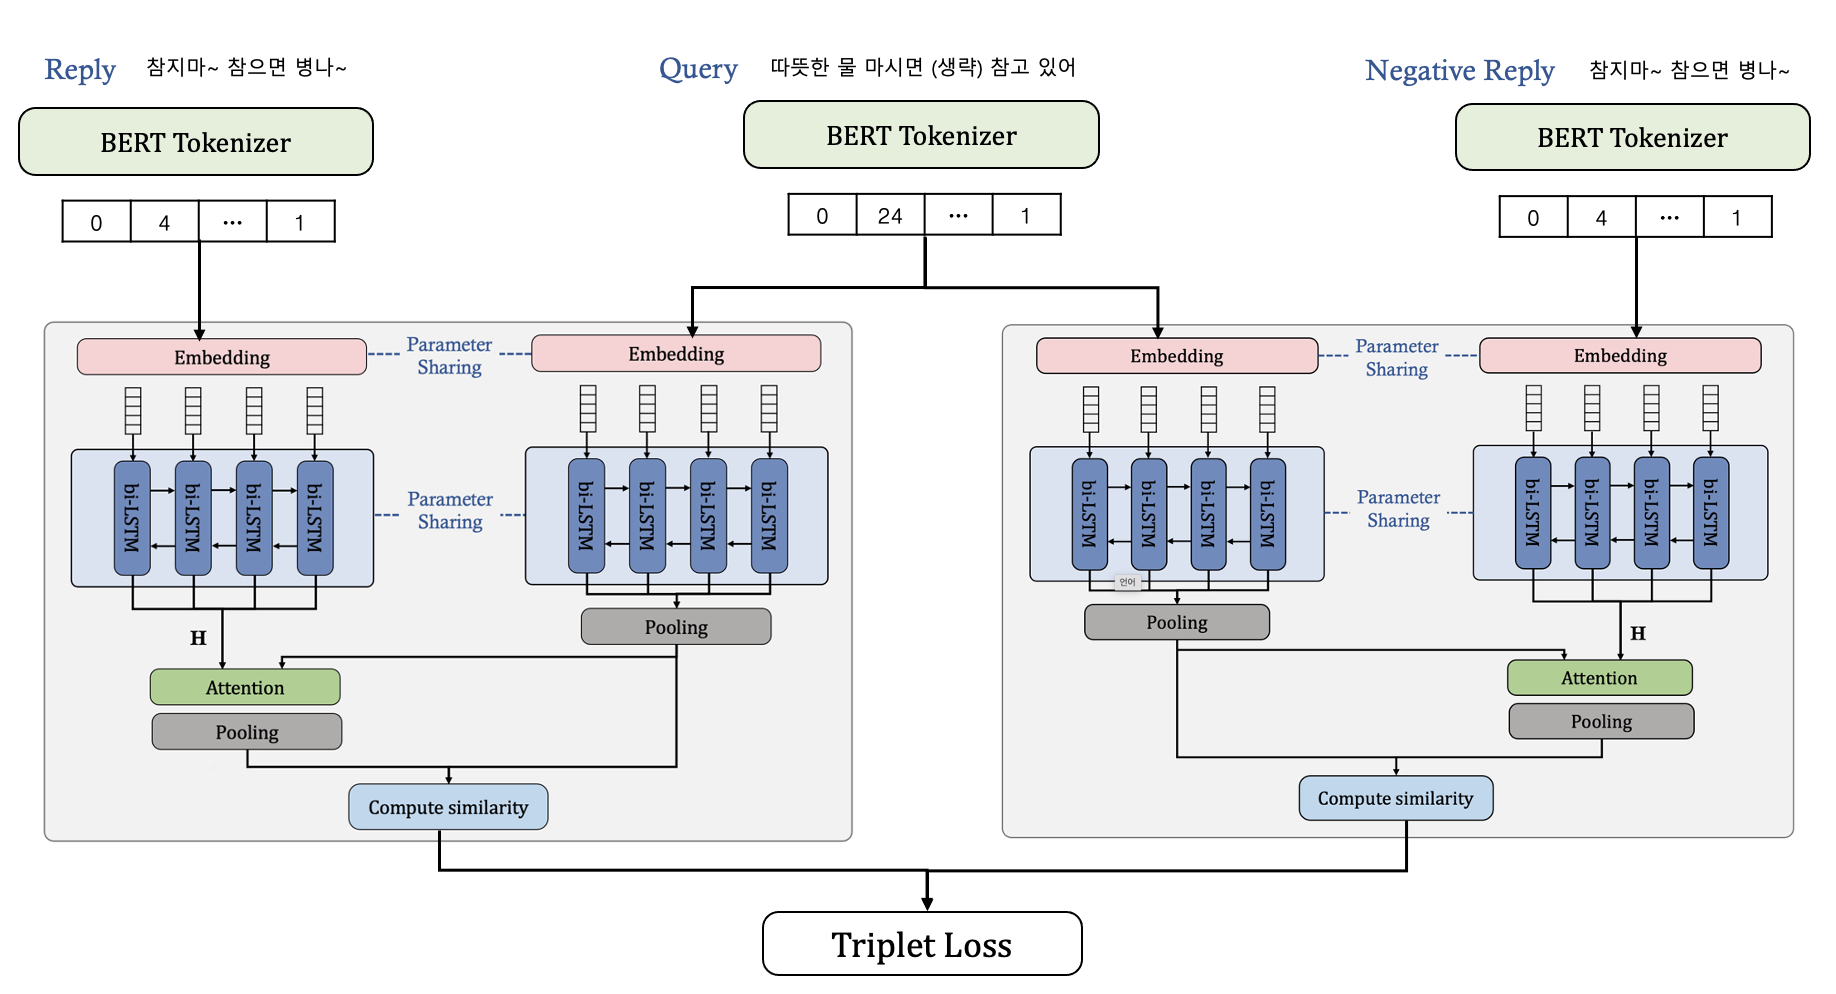 Reply 참지마~ 참으면 병나~
Query 따뜻한 물 마시면 (생략) 참고 있어
Negative Reply 참지마~ 참으면 병나~
BERT Tokenizer
BERT Tokenizer
BERT Tokenizer
0 4 ... 1
0 24 ... 1
0 4 ... 1
Embedding
Parameter
Sharing
Embedding
Embedding
Parameter
Sharing
Embedding
bi-LSTM
bi-LSTM
bi-LSTM
bi-LSTM
Parameter
Sharing
bi-LSTM
bi-LSTM
bi-LSTM
bi-LSTM
bi-LSTM
bi-LSTM
bi-LSTM
bi-LSTM
Parameter
Sharing
bi-LSTM
bi-LSTM
bi-LSTM
bi-LSTM
언어
H
Pooling
Pooling
H
Attention
Attention
Pooling
Pooling
Compute similarity
Compute similarity
Triplet Loss